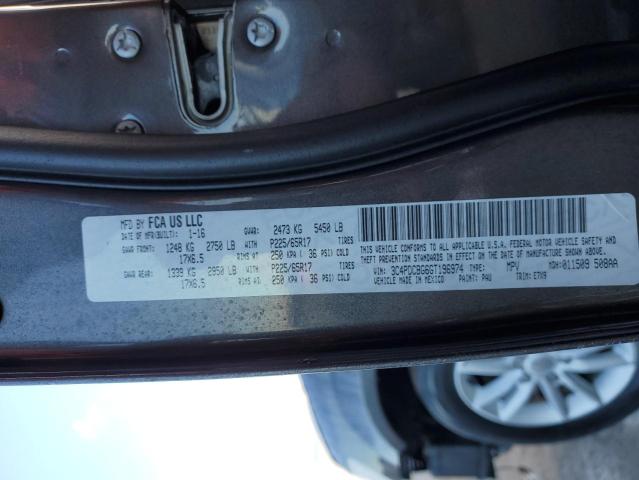 MFD BY FCA US LLC
DATE OF MFR(BUILT): 1-16 GVWR: 2473 KG 5450 LB
GAWR FRONT: 1248 KG 2750 LB WITH P225/65R17 TIRES
17X6.5 RIMS AT 250 KPA( 36 PSI) COLD
GAWR REAR: 1339 KG 2950 LB WITH P225/65R17 TIRES
17X6.5 RIMS AT 250 KPA( 36 PSI) COLD
THIS VEHICLE CONFORMS TO ALL APPLICABLE U.S.A. FEDERAL MOTOR VEHICLE SAFETY
AND THEFT PREVENTION STANDARDS IN EFFECT ON THE DATE OF MANUFACTURE SHOWN ABOVE.
VIN: 3C4PDCBG6GT196974 TYPE: MPV MDH:011509 508AA
VEHICLE MADE IN MEXICO PAINT: PAU TRIM: E7X9